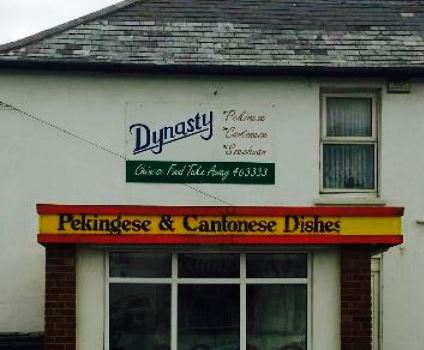 Dynasty
*Pekinese
*Cantonese
*Szechuan
Chinese Food Take Away 463333
Pekingese & Cantonese Dishes